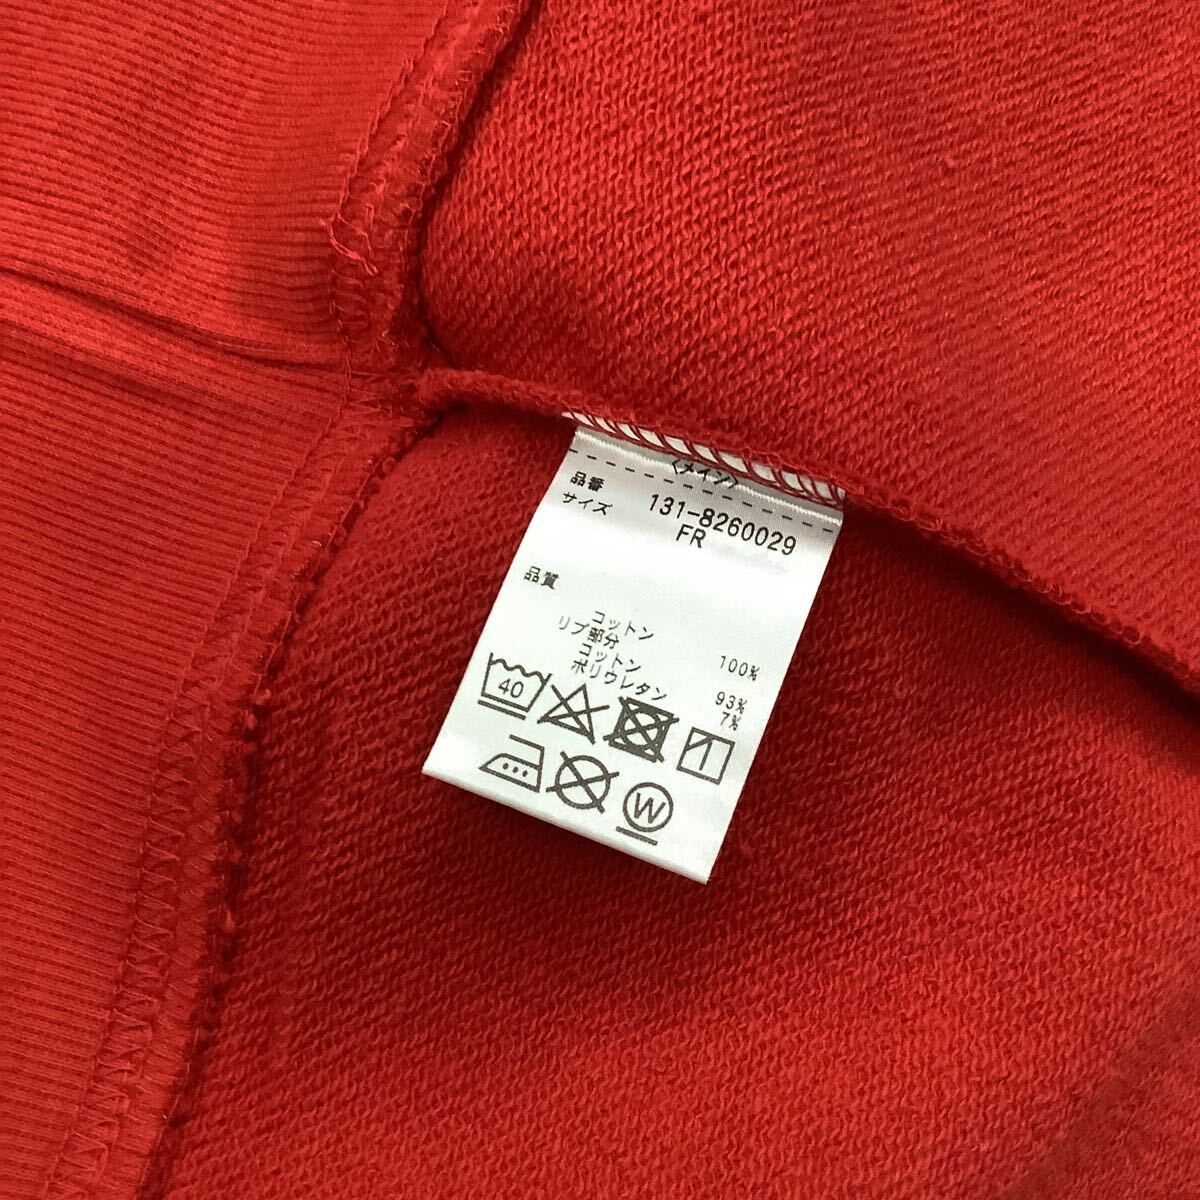 〈メイン〉
品番 131-8260029
サイズ FR
品質
コットン 100%
リブ部分
コットン 93%
ポリウレタン 7%
40
W